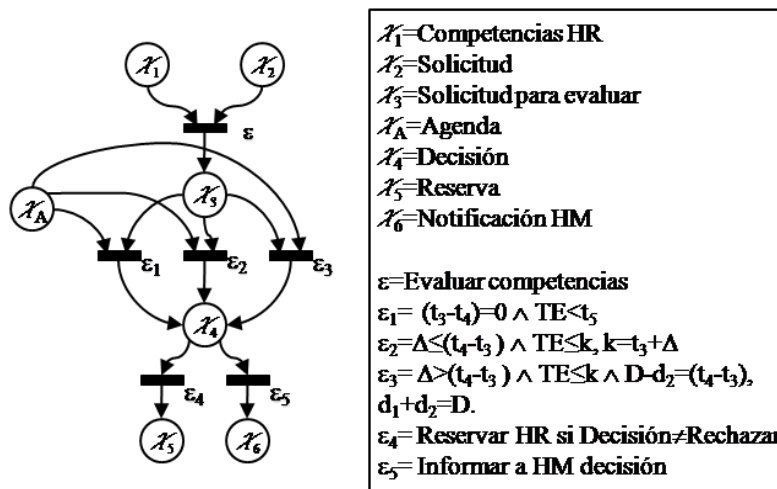 𝒳1
𝒳2
ε
𝒳3
𝒳A
ε1
ε2
ε3
𝒳4
ε4
ε5
𝒳5
𝒳6
𝒳1=Competencias HR
𝒳2=Solicitud
𝒳3=Solicitud para evaluar
𝒳A=Agenda
𝒳4=Decisión
𝒳5=Reserva
𝒳6=Notificación HM
ε=Evaluar competencias
ε1= (t3-t4)=0 ∧ TE<t5
ε2=Δ≤(t4-t3) ∧ TE≤k, k=t3+Δ
ε3=Δ>(t4-t3) ∧ TE≤k ∧ D-d2=(t4-t3),
d1+d2=D.
ε4= Reservar HR si Decisión≠Rechazar
ε5= Informar a HM decisión